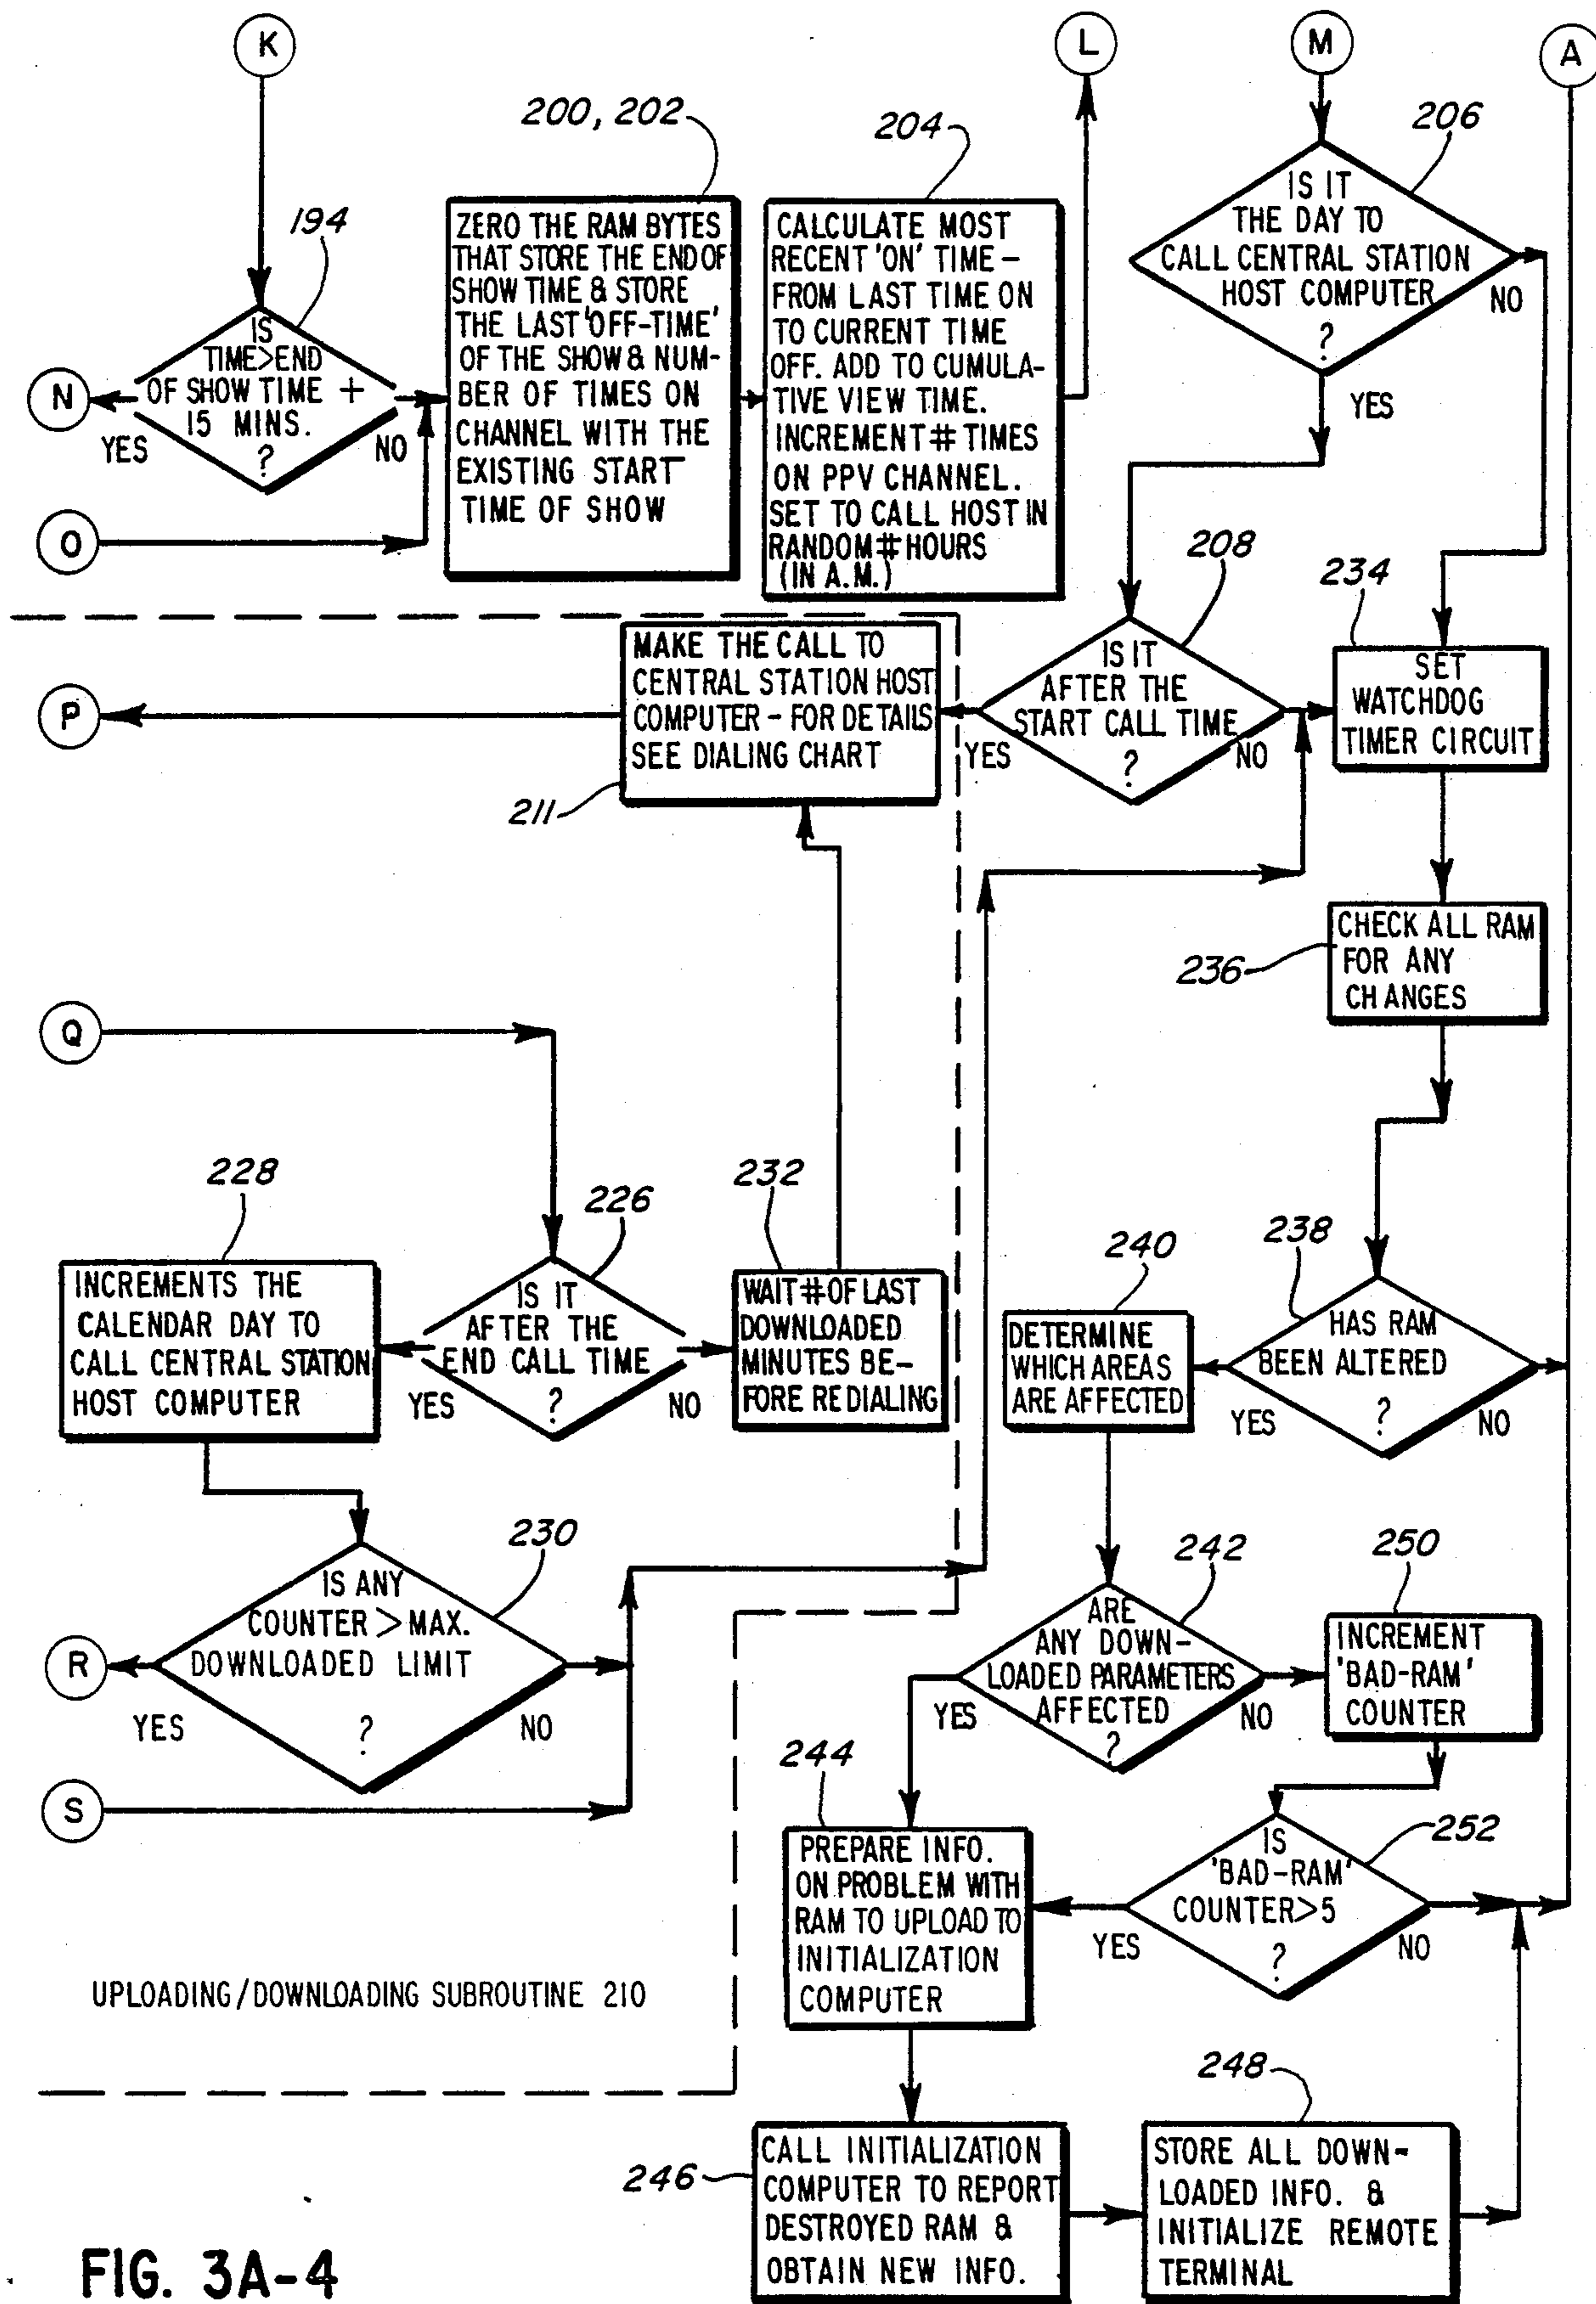 K
L
M
A
200, 202
204
206
194
IS
TIME>END
OF SHOW TIME +
15 MINS.
?
YES
NO
N
O
ZERO THE RAM BYTES
THAT STORE THE END OF
SHOW TIME & STORE
THE LAST 'OFF-TIME'
OF THE SHOW & NUM-
BER OF TIMES ON
CHANNEL WITH THE
EXISTING START
TIME OF SHOW
CALCULATE MOST
RECENT 'ON' TIME –
FROM LAST TIME ON
TO CURRENT TIME
OFF. ADD TO CUMULA-
TIVE VIEW TIME.
INCREMENT # TIMES
ON PPV CHANNEL.
SET TO CALL HOST IN
RANDOM # HOURS
(IN A.M.)
IS IT
THE DAY TO
CALL CENTRAL STATION
HOST COMPUTER
?
NO
YES
208
234
P
MAKE THE CALL TO
CENTRAL STATION HOST
COMPUTER – FOR DETAILS
SEE DIALING CHART
211
IS IT
AFTER THE
START CALL TIME
?
YES
NO
SET
WATCHDOG
TIMER CIRCUIT
236
CHECK ALL RAM
FOR ANY
CHANGES
Q
228
226
232
240
238
INCREMENTS THE
CALENDAR DAY TO
CALL CENTRAL STATION
HOST COMPUTER
IS IT
AFTER THE
END CALL TIME
?
YES
NO
WAIT # OF LAST
DOWNLOADED
MINUTES BE-
FORE REDIALING
DETERMINE
WHICH AREAS
ARE AFFECTED
HAS RAM
BEEN ALTERED
?
YES
NO
230
242
250
R
IS ANY
COUNTER > MAX.
DOWNLOADED LIMIT
?
YES
NO
S
ARE
ANY DOWN-
LOADED PARAMETERS
AFFECTED
?
YES
NO
INCREMENT
'BAD-RAM'
COUNTER
244
252
PREPARE INFO.
ON PROBLEM WITH
RAM TO UPLOAD TO
INITIALIZATION
COMPUTER
IS
'BAD-RAM'
COUNTER>5
?
YES
NO
UPLOADING/DOWNLOADING SUBROUTINE 210
248
246
CALL INITIALIZATION
COMPUTER TO REPORT
DESTROYED RAM &
OBTAIN NEW INFO.
STORE ALL DOWN-
LOADED INFO. &
INITIALIZE REMOTE
TERMINAL
FIG. 3A-4